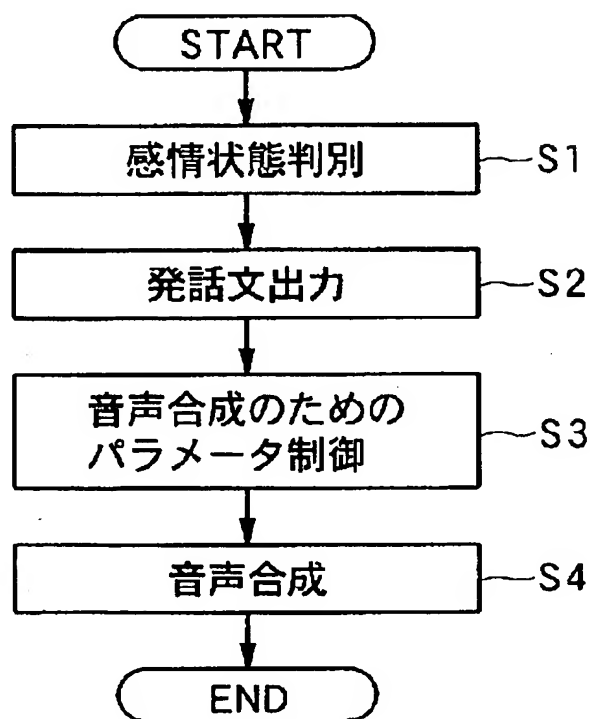 START
感情状態判別
S1
発話文出力
S2
音声合成のための
パラメータ制御
S3
音声合成
S4
END